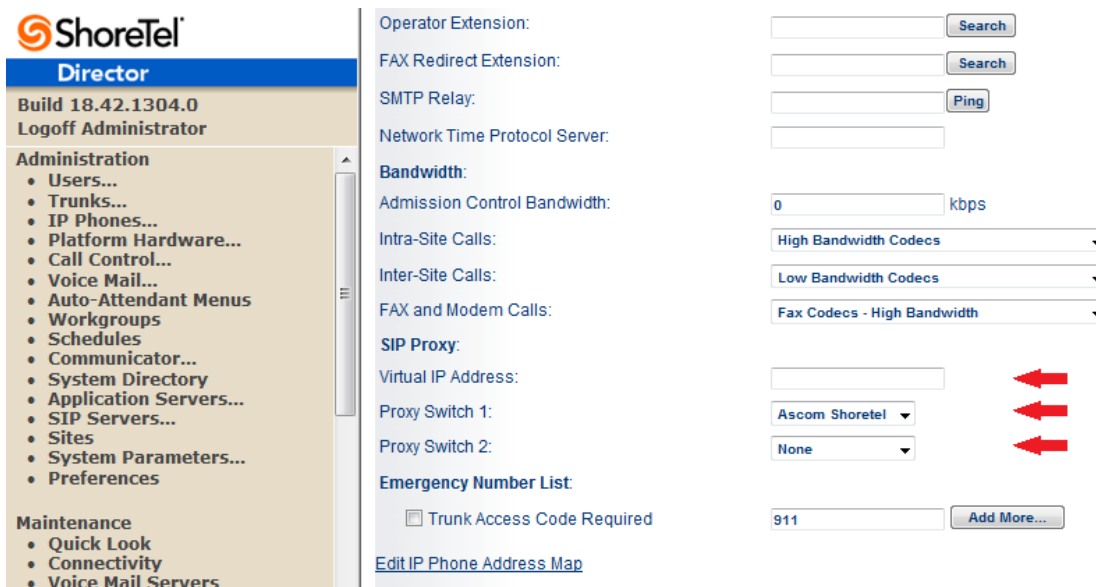 ShoreTel
Director
Build 18.42.1304.0
Logoff Administrator
Administration
• Users...
• Trunks...
• IP Phones...
• Platform Hardware...
• Call Control...
• Voice Mail...
• Auto-Attendant Menus
• Workgroups
• Schedules
• Communicator...
• System Directory
• Application Servers...
• SIP Servers...
• Sites
• System Parameters...
• Preferences
Maintenance
• Quick Look
• Connectivity
• Voice Mail Servers
Operator Extension: Search
FAX Redirect Extension: Search
SMTP Relay: Ping
Network Time Protocol Server:
Bandwidth:
Admission Control Bandwidth: 0 kbps
Intra-Site Calls: High Bandwidth Codecs
Inter-Site Calls: Low Bandwidth Codecs
FAX and Modem Calls: Fax Codecs - High Bandwidth
SIP Proxy:
Virtual IP Address:
Proxy Switch 1: Ascom Shoretel
Proxy Switch 2: None
Emergency Number List:
Trunk Access Code Required 911 Add More...
Edit IP Phone Address Map